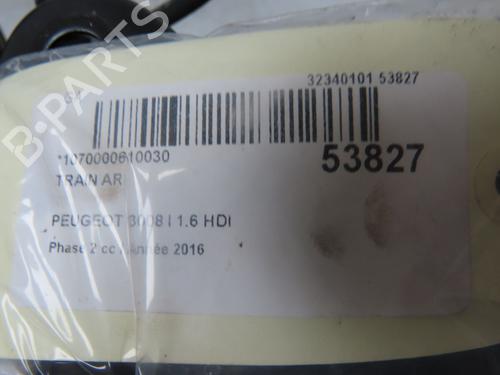 32340101 53827
*1070000610030
53827
TRAIN AR
PEUGEOT 3008 I 1.6 HDI
Phase 2 cc / Année 2016
B-PARTS